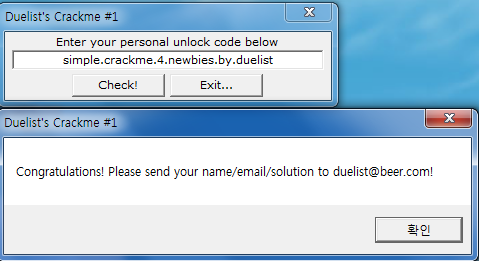 Duelist's Crackme #1
Enter your personal unlock code below
simple.crackme.4.newbies.by.duelist
Check! Exit...
Duelist's Crackme #1
Congratulations! Please send your name/email/solution to duelist@beer.com!
확인